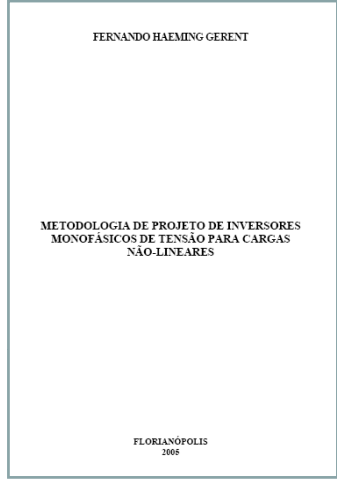 FERNANDO HAEMING GERENT
METODOLOGIA DE PROJETO DE INVERSORES
MONOFÁSICOS DE TENSÃO PARA CARGAS
NÃO-LINEARES
FLORIANÓPOLIS
2005